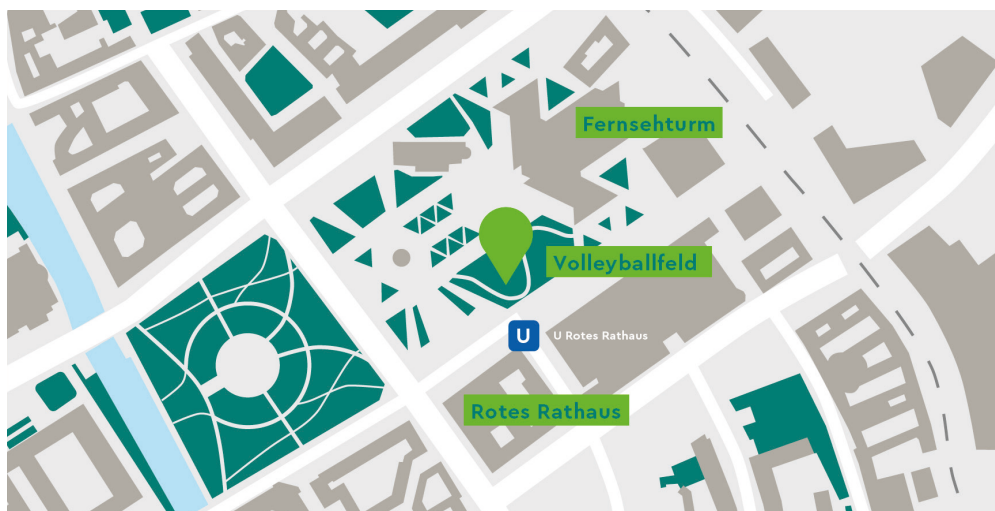 Fernsehturm
Volleyballfeld
U
U Rotes Rathaus
Rotes Rathaus